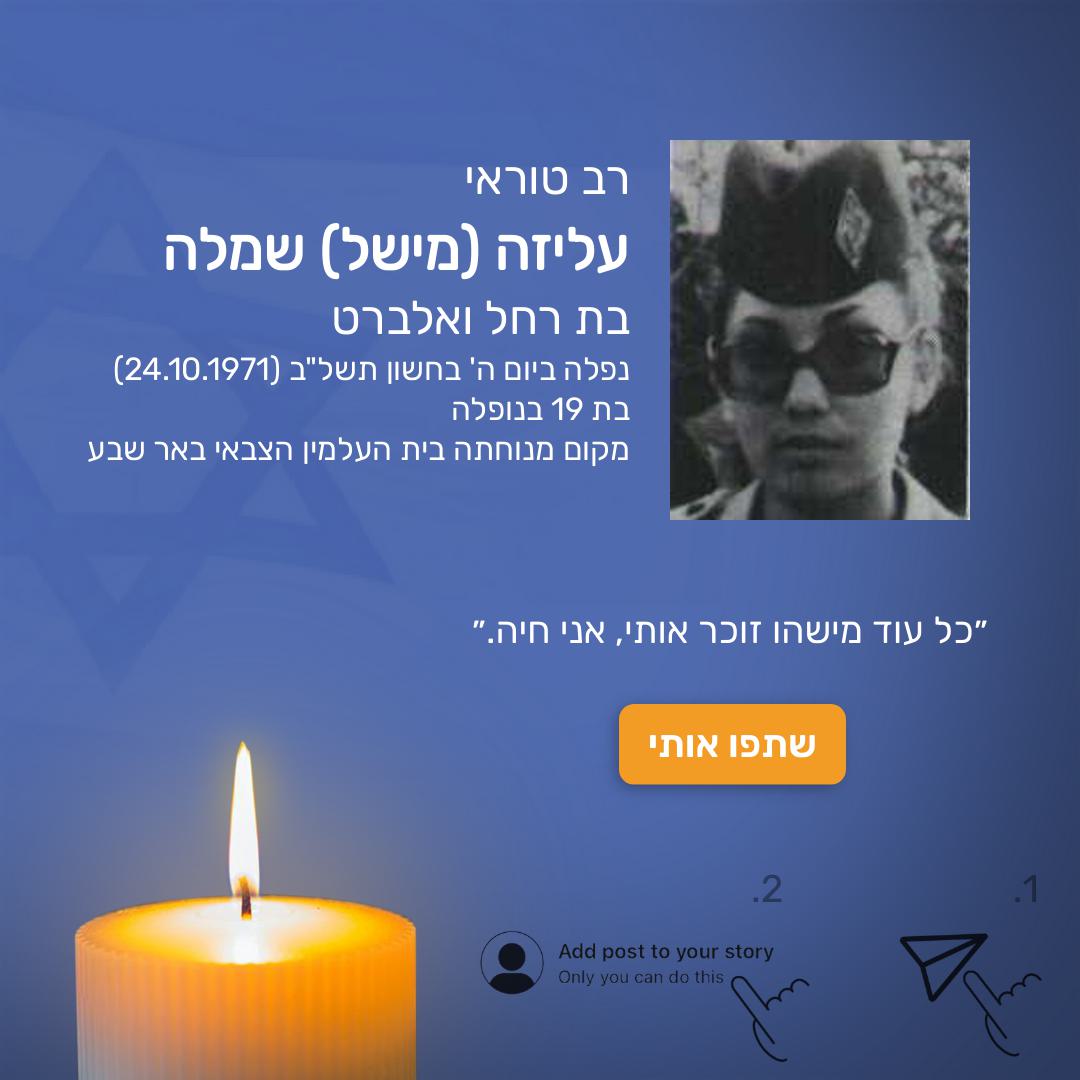 רב טוראי
עליזה (מישל) שמלה
בת רחל ואלברט
נפלה ביום ה' בחשון תשל"ב (24.10.1971)
בת 19 בנופלה
מקום מנוחתה בית העלמין הצבאי באר שבע
״כל עוד מישהו זוכר אותי, אני חיה.״
שתפו אותי
1.
2.
Add post to your story
Only you can do this